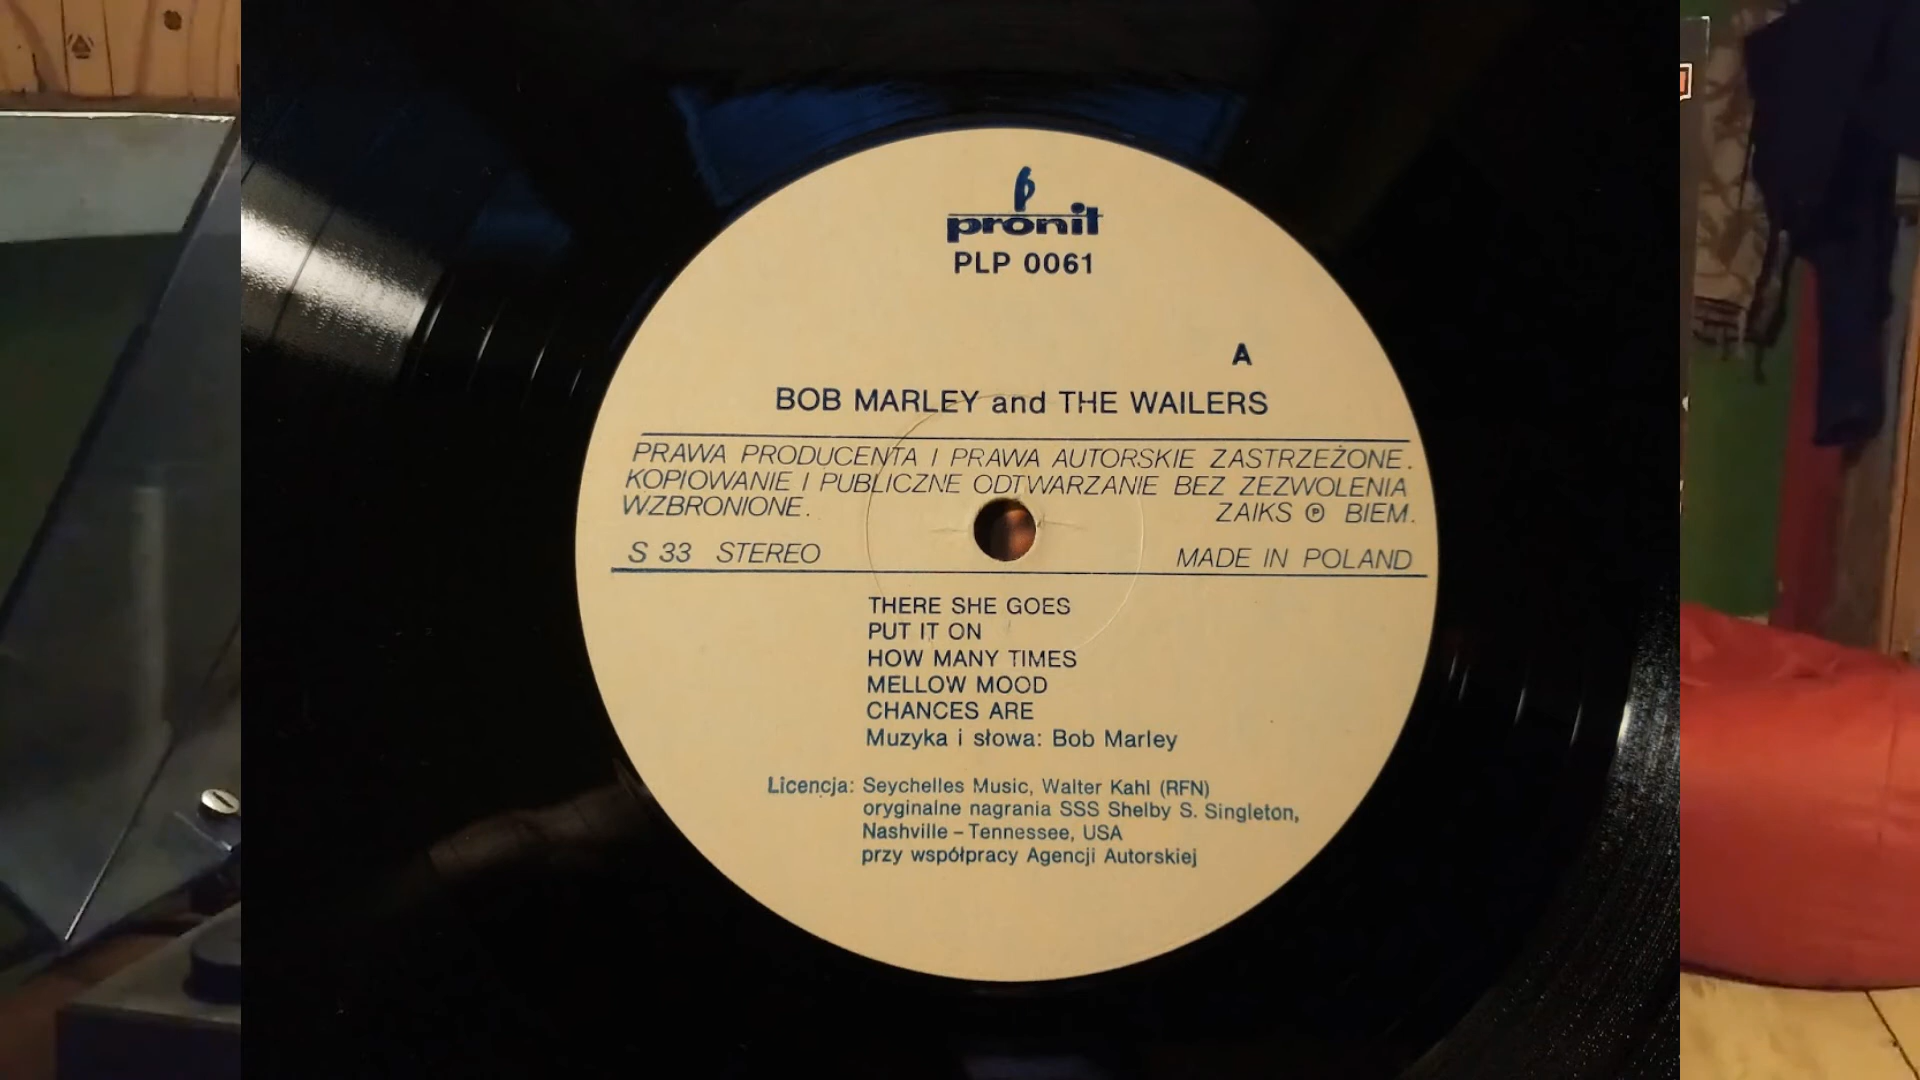 pronit
PLP 0061
A
BOB MARLEY and THE WAILERS
PRAWA PRODUCENTA I PRAWA AUTORSKIE ZASTRZEŻONE.
KOPIOWANIE I PUBLICZNE ODTWARZANIE BEZ ZEZWOLENIA
WZBRONIONE. ZAIKS Ⓟ BIEM.
S 33 STEREO MADE IN POLAND
THERE SHE GOES
PUT IT ON
HOW MANY TIMES
MELLOW MOOD
CHANCES ARE
Muzyka i słowa: Bob Marley
Licencja: Seychelles Music, Walter Kahl (RFN)
oryginalne nagrania SSS Shelby S. Singleton,
Nashville – Tennessee, USA
przy współpracy Agencji Autorskiej